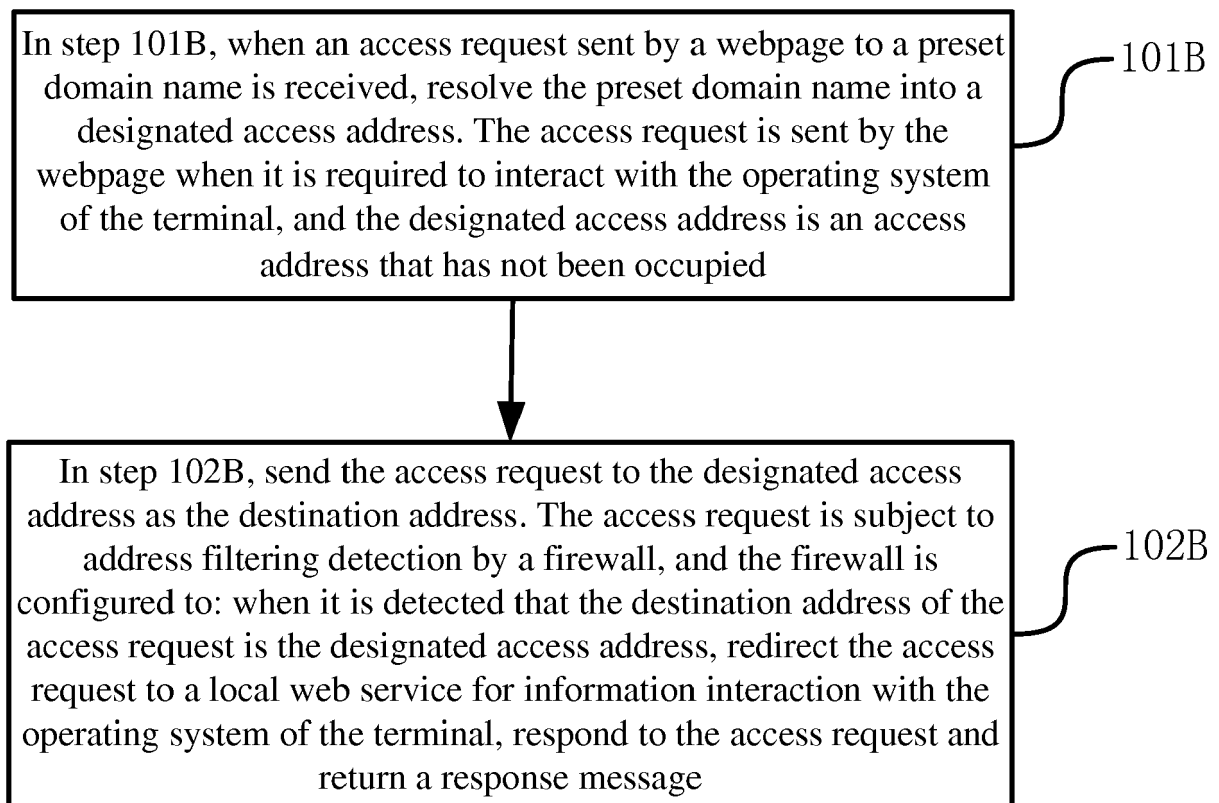 In step 101B, when an access request sent by a webpage to a preset
domain name is received, resolve the preset domain name into a
designated access address. The access request is sent by the
webpage when it is required to interact with the operating system
of the terminal, and the designated access address is an access
address that has not been occupied
101B
In step 102B, send the access request to the designated access
address as the destination address. The access request is subject to
address filtering detection by a firewall, and the firewall is
configured to: when it is detected that the destination address of the
access request is the designated access address, redirect the access
request to a local web service for information interaction with the
operating system of the terminal, respond to the access request and
return a response message
102B